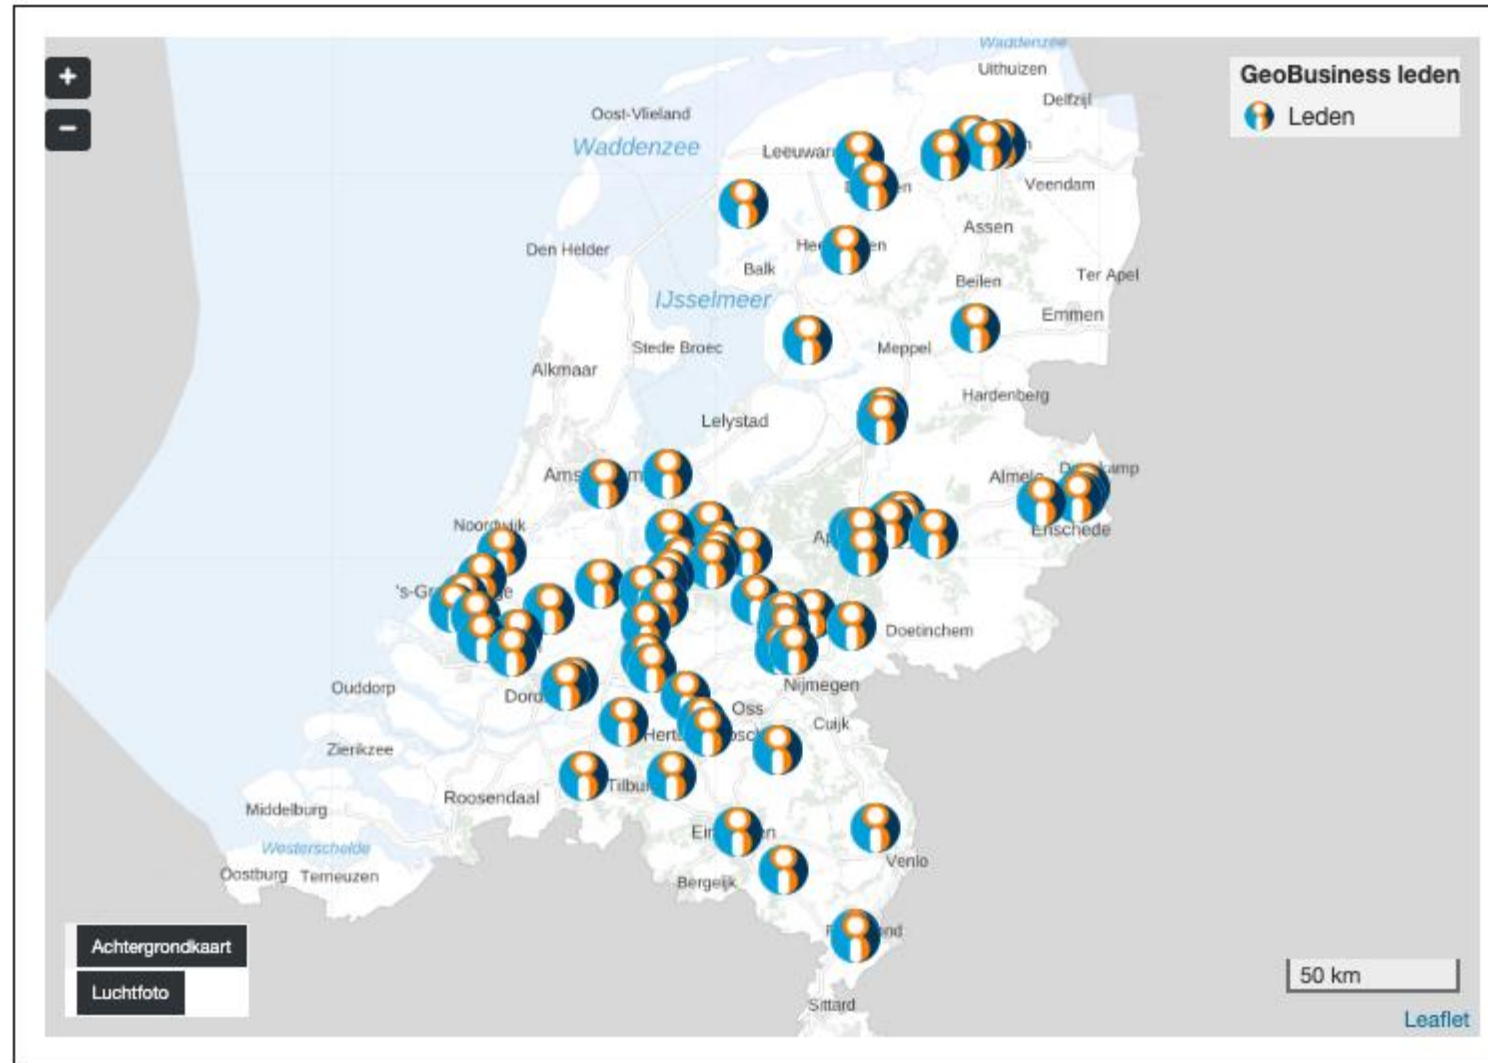 +
−
GeoBusiness leden
Leden
Waddenzee
Uithuizen
Delfzijl
Oost-Vlieland
Waddenzee
Veendam
Den Helder
Balk
Assen
Beilen
Ter Apel
IJsselmeer
Emmen
Stede Broec
Meppel
Alkmaar
Hardenberg
Lelystad
Noordwijk
Enschede
Doetinchem
Nijmegen
Ouddorp
Oss
Cuijk
Zierikzee
Roosendaal
Middelburg
Westerschelde
Venlo
Oostburg
Terneuzen
Bergeijk
Sittard
Achtergrondkaart
Luchtfoto
50 km
Leaflet